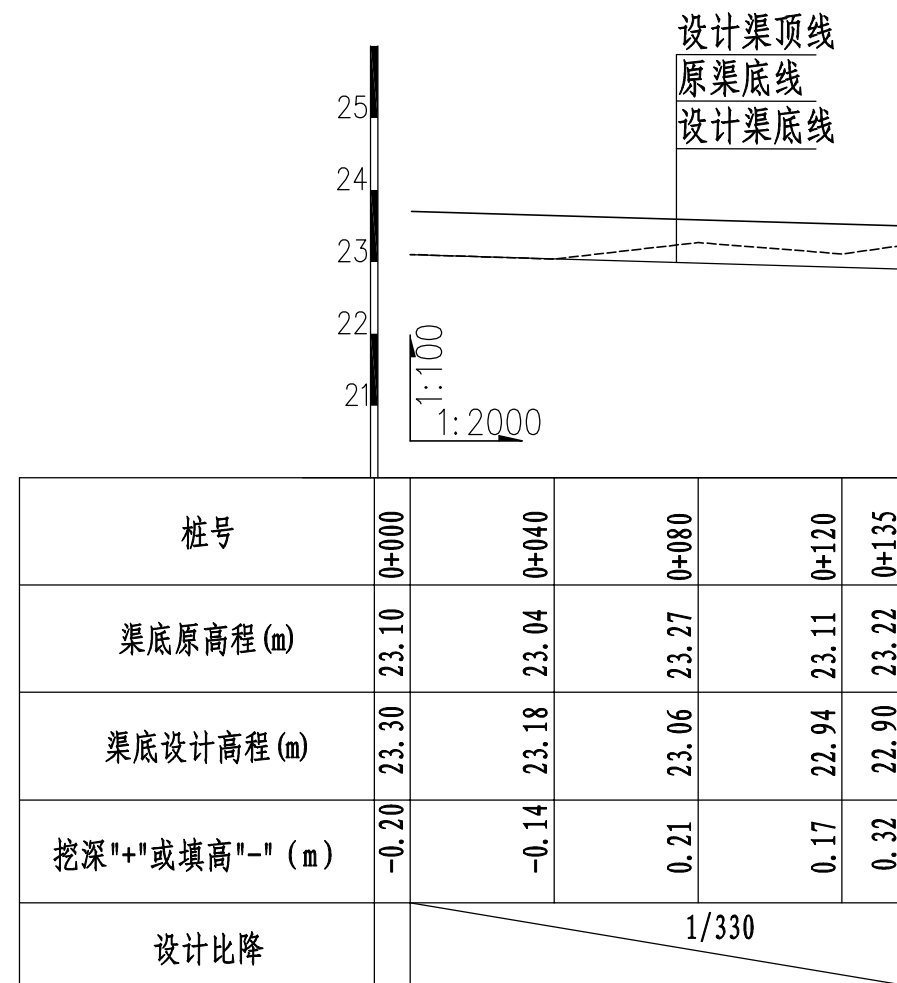 设计渠顶线
原渠底线
设计渠底线
25
24
23
22
21
1:100
1:2000
桩号 0+000 0+040 0+080 0+120 0+135
渠底原高程(m) 23.10 23.04 23.27 23.11 23.22
渠底设计高程(m) 23.30 23.18 23.06 22.94 22.90
挖深"+"或填高"-"(m) -0.20 -0.14 0.21 0.17 0.32
设计比降 1/330